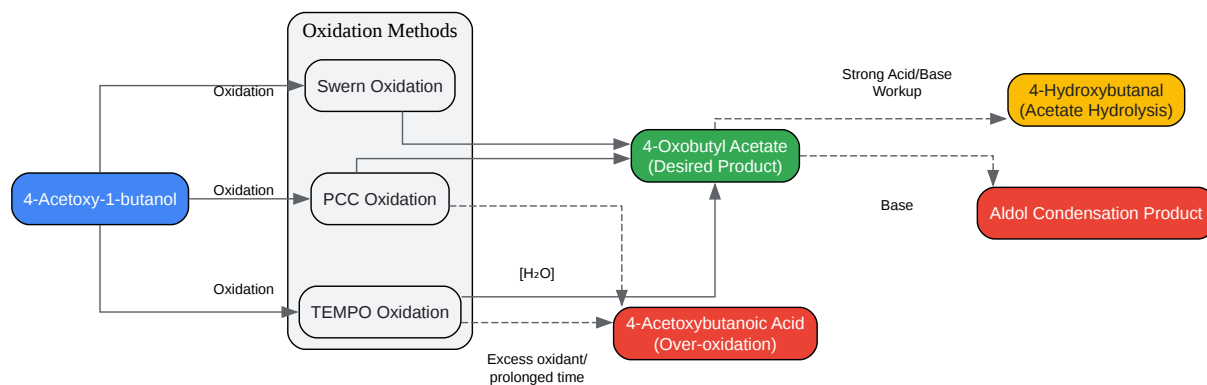 Oxidation Methods
Swern Oxidation
Oxidation
Strong Acid/Base
Workup
4-Hydroxybutanal
(Acetate Hydrolysis)
4-Oxobutyl Acetate
(Desired Product)
4-Acetoxy-1-butanol
Oxidation
PCC Oxidation
Base
Aldol Condensation Product
Oxidation
[H₂O]
TEMPO Oxidation
4-Acetoxybutanoic Acid
(Over-oxidation)
Excess oxidant/
prolonged time